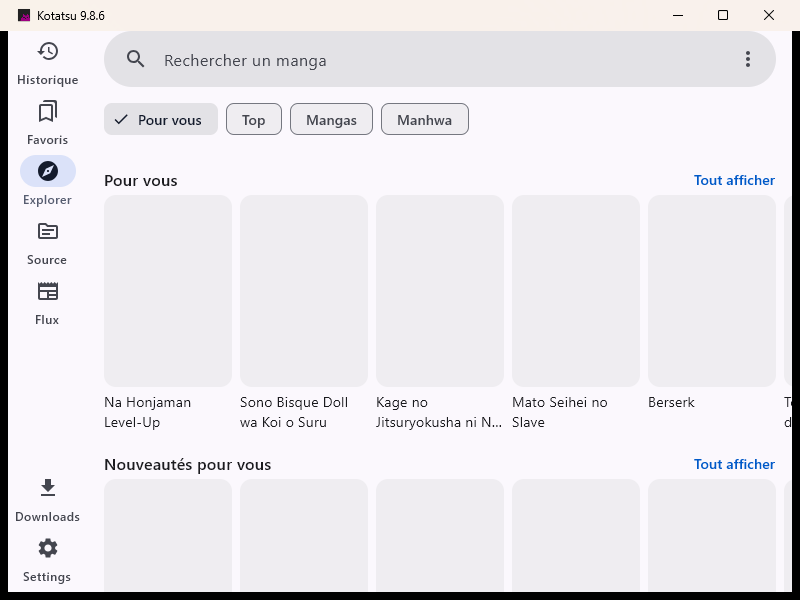 Kotatsu 9.8.6
Historique
Rechercher un manga
Favoris
Pour vous
Top
Mangas
Manhwa
Explorer
Source
Flux
Pour vous
Tout afficher
Na Honjaman
Level-Up
Sono Bisque Doll
wa Koi o Suru
Kage no
Jitsuryokusha ni N...
Mato Seihei no
Slave
Berserk
Nouveautés pour vous
Tout afficher
Downloads
Settings